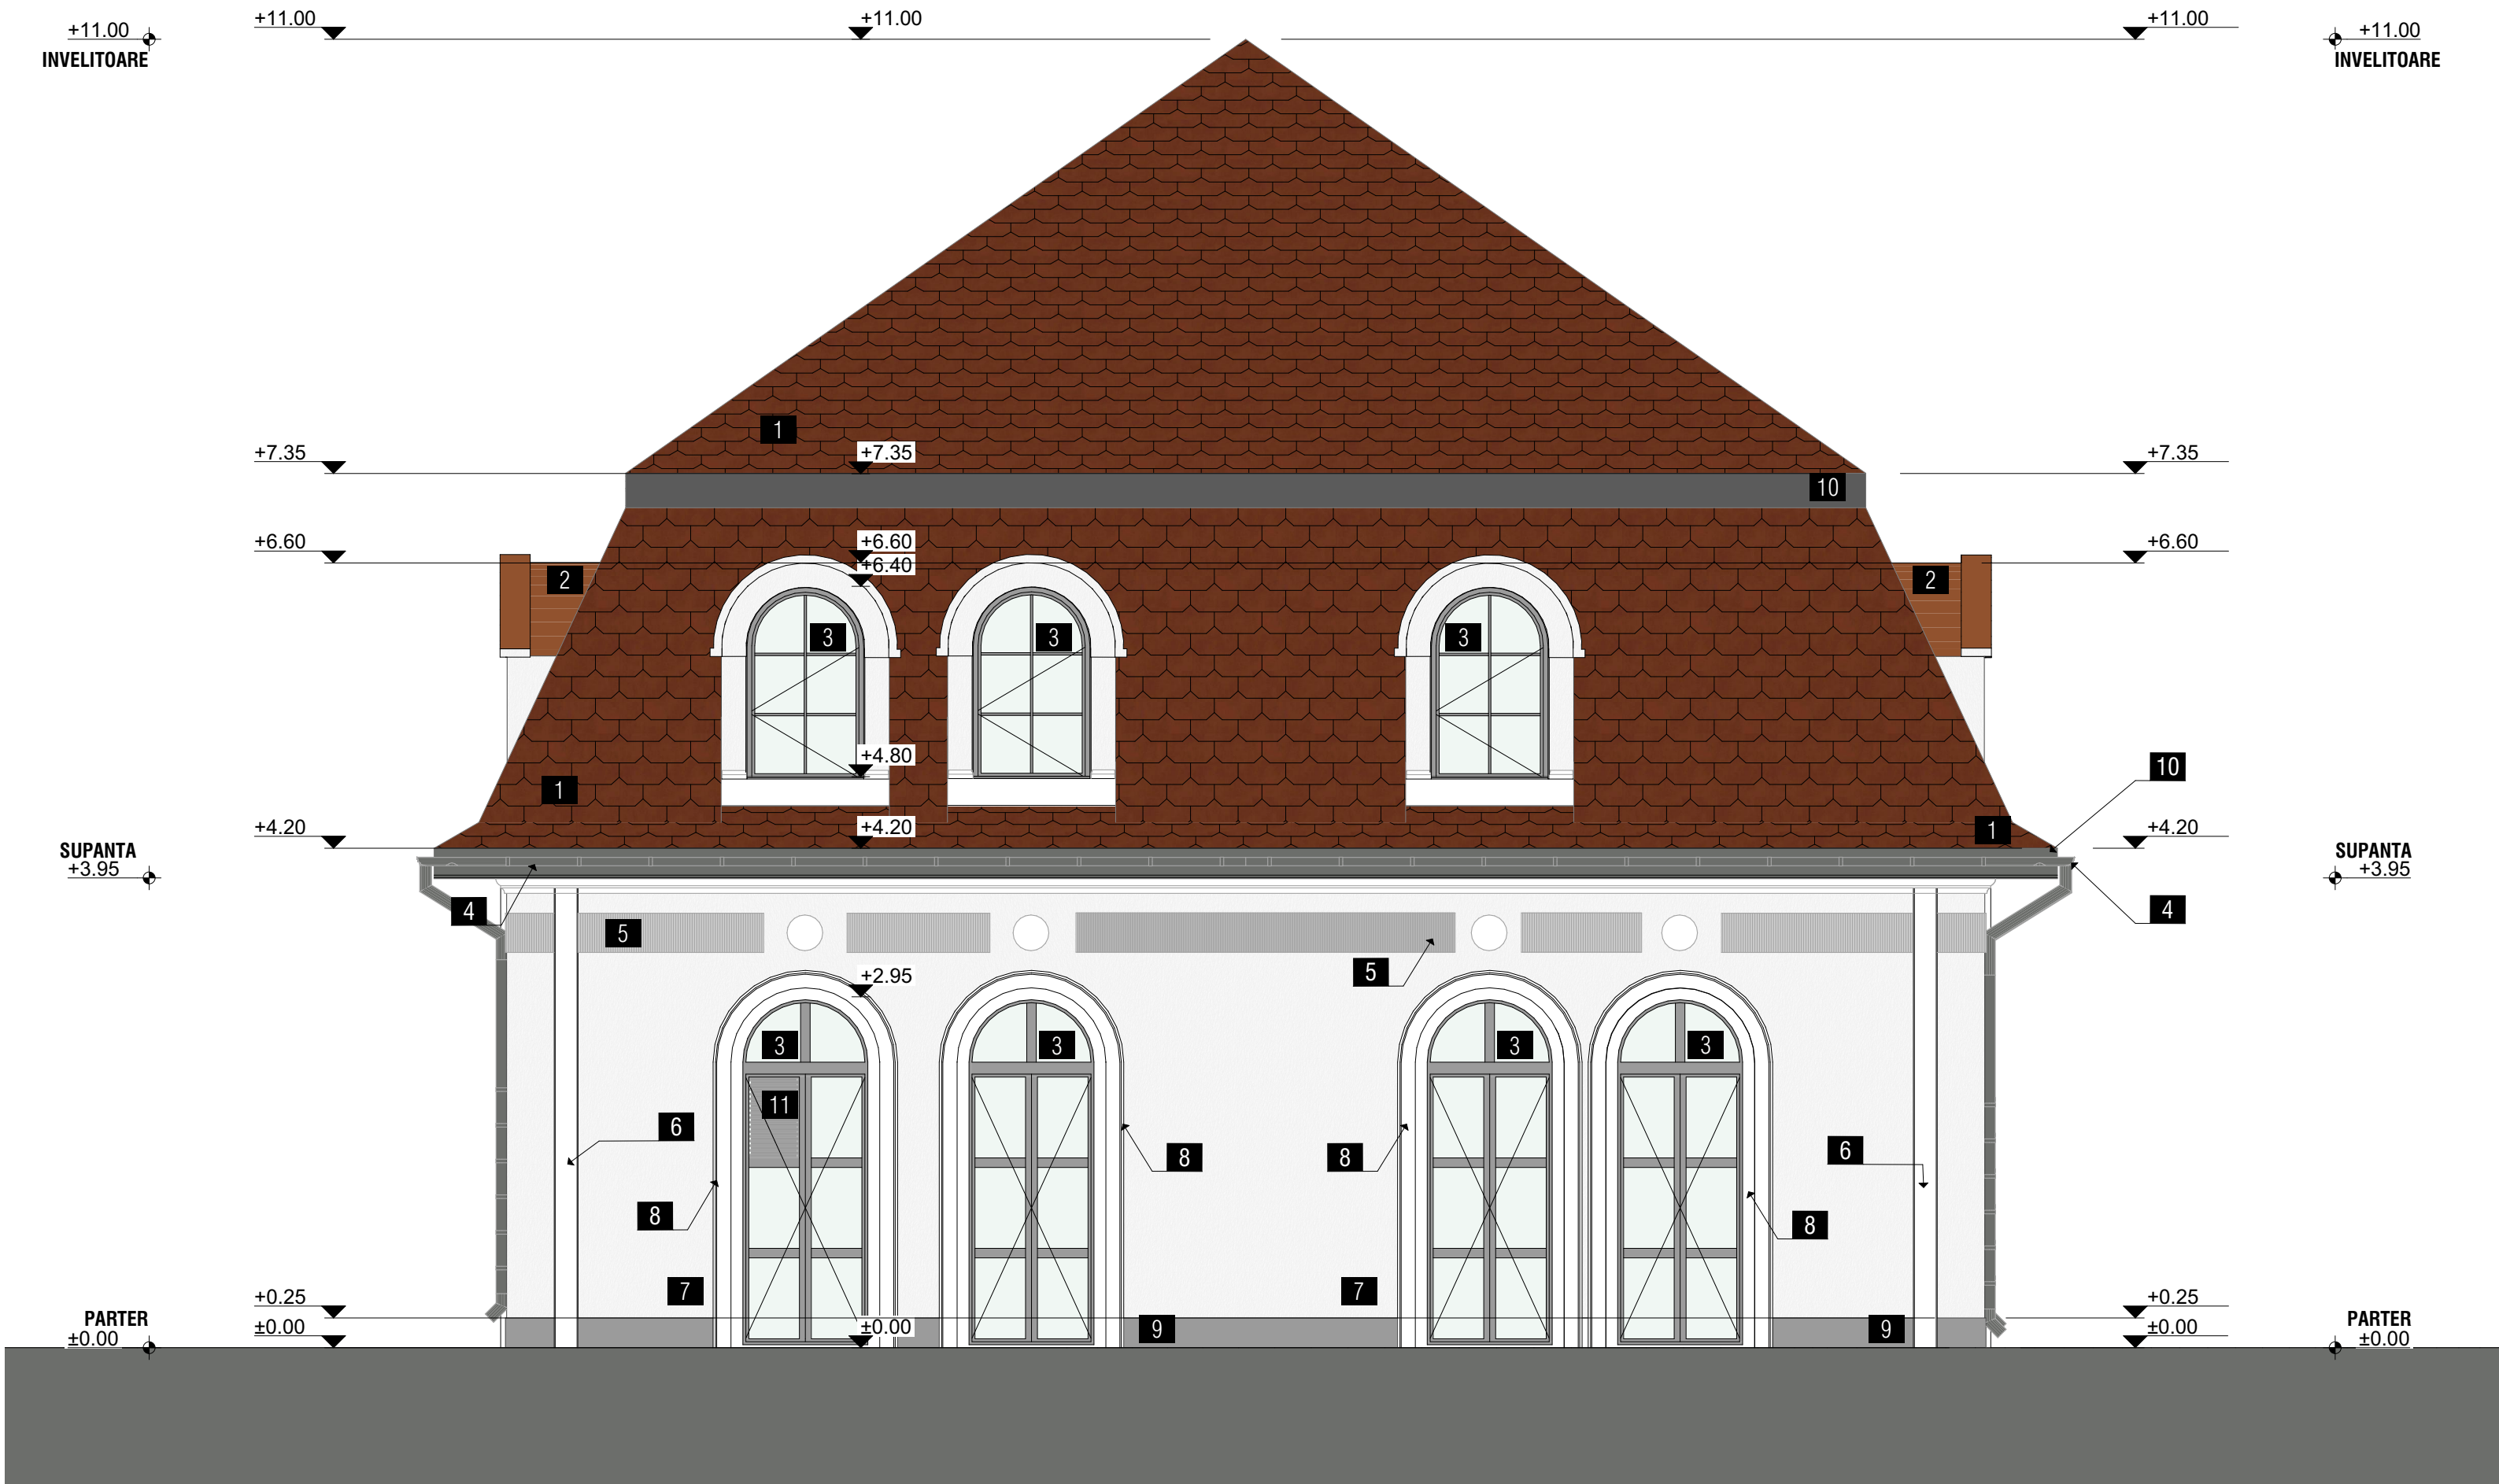 +11.00 +11.00 +11.00 +11.00 +11.00
INVELITOARE INVELITOARE
1
+7.35 +7.35 +7.35
10
+6.60 +6.60 +6.60
+6.40
2 2
3 3 3
+4.80
10
1
+4.20 +4.20 1 +4.20
SUPANTA SUPANTA
+3.95 +3.95
4 4
5
5
+2.95
3 3 3 3
11
6
8 8 6
8 8
7 7
+0.25 +0.25
PARTER PARTER
±0.00 ±0.00 ±0.00 9 9 ±0.00 ±0.00